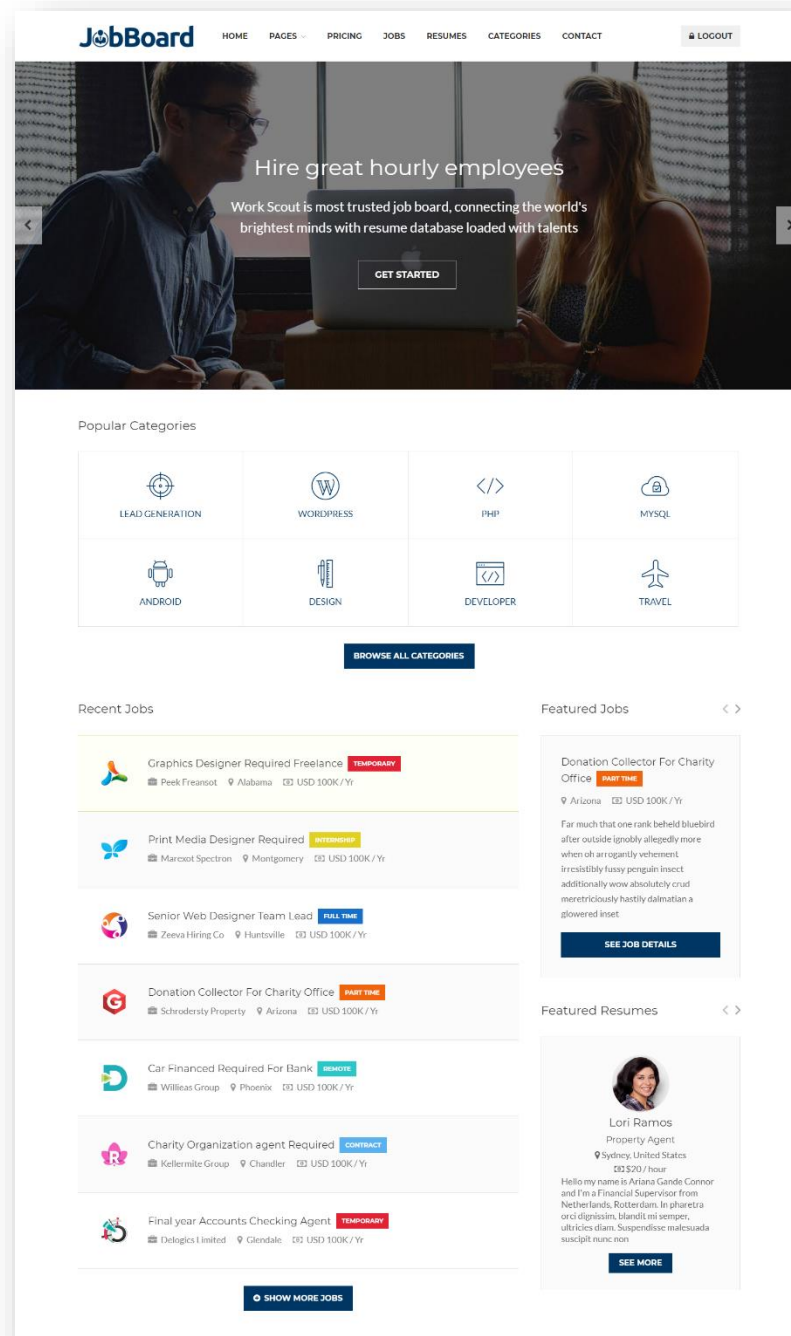 JobBoard
HOME PAGES PRICING JOBS RESUMES CATEGORIES CONTACT
LOGOUT
Hire great hourly employees
Work Scout is most trusted job board, connecting the world's
brightest minds with resume database loaded with talents
GET STARTED
Popular Categories
LEAD GENERATION
WORDPRESS
PHP
MYSQL
ANDROID
DESIGN
DEVELOPER
TRAVEL
BROWSE ALL CATEGORIES
Recent Jobs
Graphics Designer Required Freelance TEMPORARY
Peek Freansot Alabama USD 100K / Yr
Print Media Designer Required INTERNSHIP
Marexot Spectron Montgomery USD 100K / Yr
Senior Web Designer Team Lead FULL TIME
Zeeva Hiring Co Huntsville USD 100K / Yr
Donation Collector For Charity Office PART TIME
Schrodersty Property Arizona USD 100K / Yr
Car Financed Required For Bank REMOTE
Willieas Group Phoenix USD 100K / Yr
Charity Organization agent Required CONTRACT
Kellermite Group Chandler USD 100K / Yr
Final year Accounts Checking Agent TEMPORARY
Delogics Limited Glendale USD 100K / Yr
SHOW MORE JOBS
Featured Jobs
Donation Collector For Charity
Office PART TIME
Arizona USD 100K / Yr
Far much that one rank beheld bluebird
after outside ignobly allegedly more
when oh arrogantly vehement
irresistibly fussy penguin insect
additionally wow absolutely crud
meretriciously hastily dalmatian a
glowered inset
SEE JOB DETAILS
Featured Resumes
Lori Ramos
Property Agent
Sydney, United States
$20 / hour
Hello my name is Ariana Gande Connor
and I'm a Financial Supervisor from
Netherlands, Rotterdam. In pharetra
orci dignissim, blandit mi semper,
ultricies diam. Suspendisse malesuada
suscipit nunc non
SEE MORE